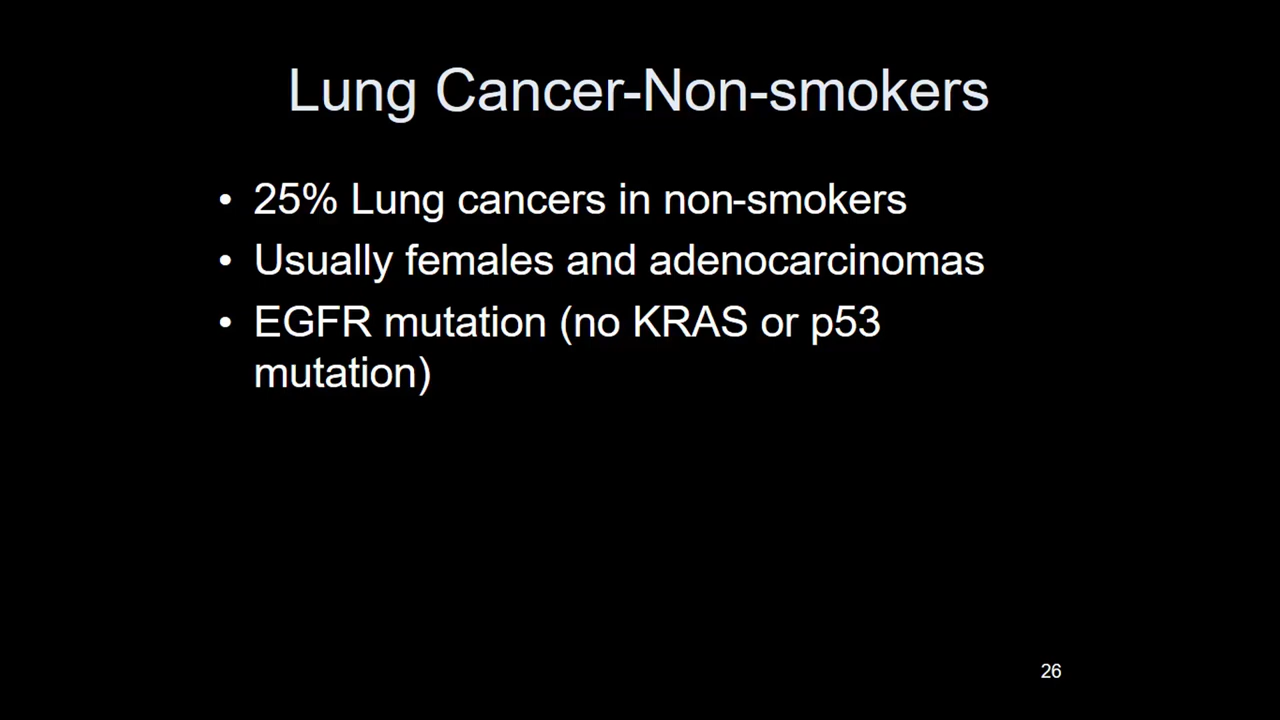 Lung Cancer-Non-smokers
• 25% Lung cancers in non-smokers
• Usually females and adenocarcinomas
• EGFR mutation (no KRAS or p53
mutation)
26